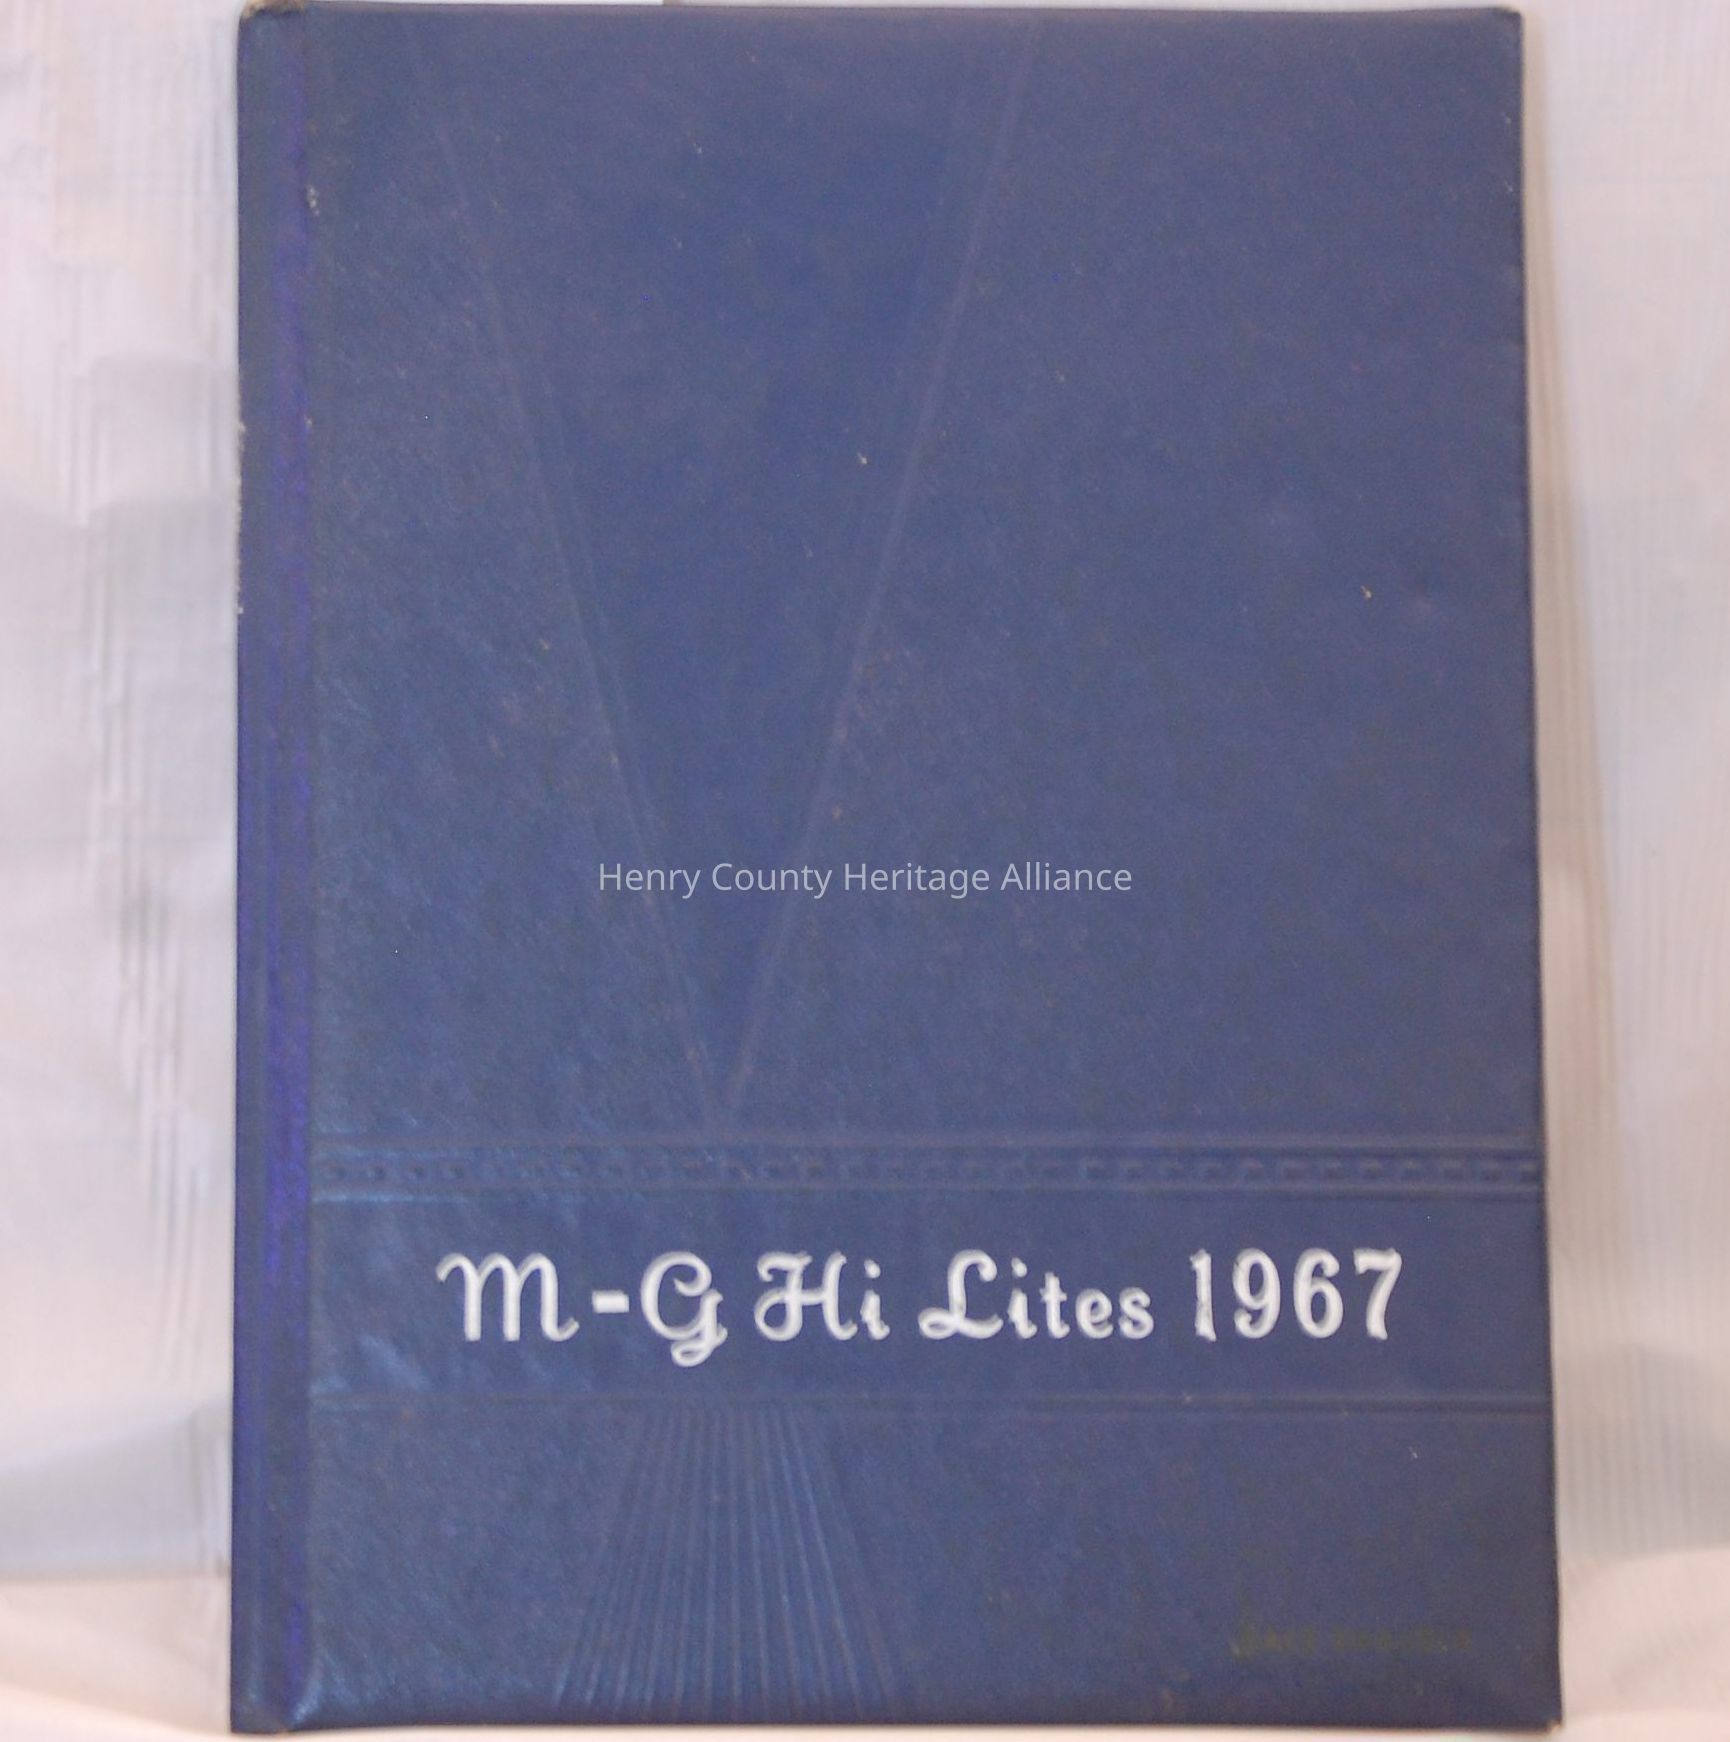 Henry County Heritage Alliance
M-G Hi Lites 1967